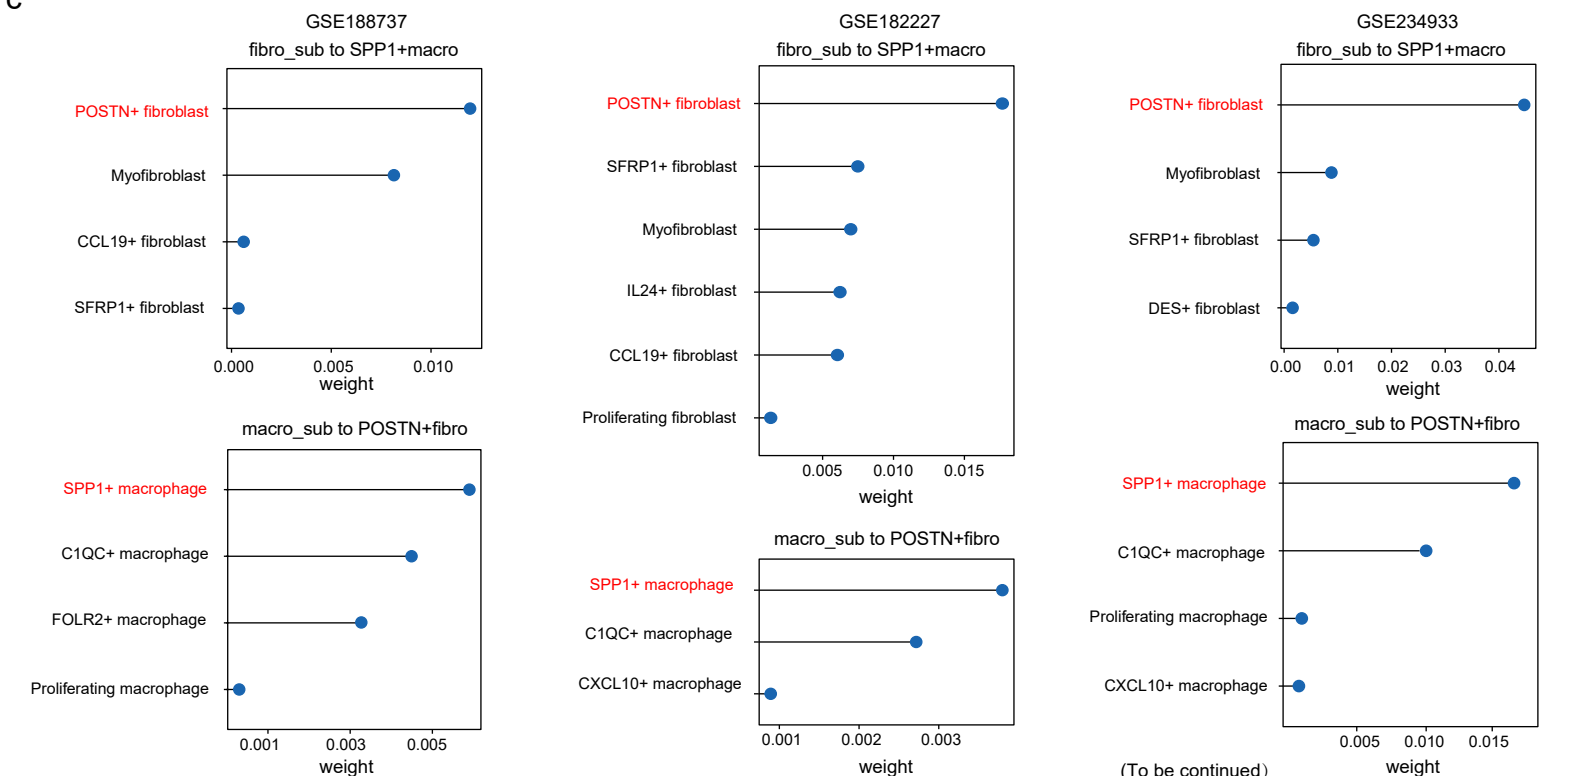 C
GSE188737
fibro_sub to SPP1+macro
POSTN+ fibroblast
Myofibroblast
CCL19+ fibroblast
SFRP1+ fibroblast
0.000 0.005 0.010
weight
macro_sub to POSTN+fibro
SPP1+ macrophage
C1QC+ macrophage
FOLR2+ macrophage
Proliferating macrophage
0.001 0.003 0.005
weight
GSE182227
fibro_sub to SPP1+macro
POSTN+ fibroblast
SFRP1+ fibroblast
Myofibroblast
IL24+ fibroblast
CCL19+ fibroblast
Proliferating fibroblast
0.005 0.010 0.015
weight
macro_sub to POSTN+fibro
SPP1+ macrophage
C1QC+ macrophage
CXCL10+ macrophage
0.001 0.002 0.003
weight
GSE234933
fibro_sub to SPP1+macro
POSTN+ fibroblast
Myofibroblast
SFRP1+ fibroblast
DES+ fibroblast
0.00 0.01 0.02 0.03 0.04
weight
macro_sub to POSTN+fibro
SPP1+ macrophage
C1QC+ macrophage
Proliferating macrophage
CXCL10+ macrophage
0.005 0.010 0.015
weight
(To be continued)